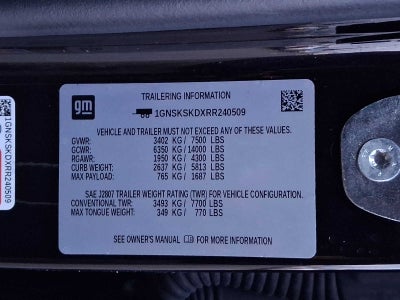 TRAILERING INFORMATION
gm
1GNSKSKDXRR240509
VEHICLE AND TRAILER MUST NOT EXCEED ANY OF THESE VALUES.
GVWR: 3402 KG/ 7500 LBS
GCWR: 6350 KG/ 14000 LBS
RGAWR: 1950 KG/ 4300 LBS
CURB WEIGHT: 2637 KG/ 5813 LBS
MAX PAYLOAD: 765 KG/ 1687 LBS
SAE J2807 TRAILER WEIGHT RATING (TWR) FOR VEHICLE CONFIGURATION.
CONVENTIONAL TWR: 3493 KG/ 7700 LBS
MAX TONGUE WEIGHT: 349 KG/ 770 LBS
SEE OWNER'S MANUAL FOR MORE INFORMATION
1GNSKSKDXRR240509